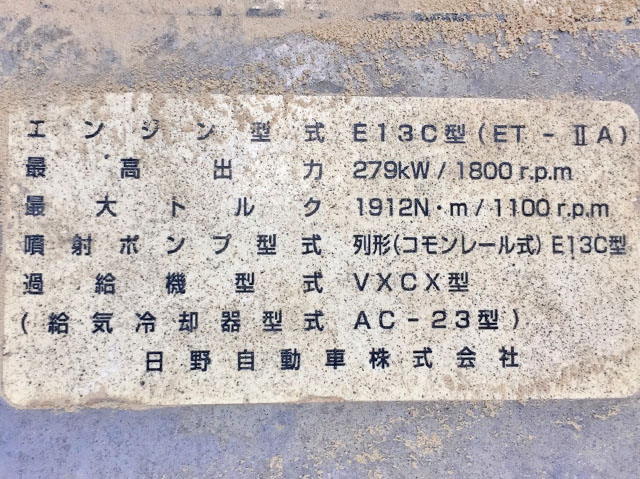 エンジン型式 E13C型(ET-ⅡA)
最高出力 279kW/1800r.p.m
最大トルク 1912N·m/1100r.p.m
噴射ポンプ型式 列形(コモンレール式)E13C型
過給機型式 VXCX型
(給気冷却器型式 AC-23型)
日野自動車株式会社